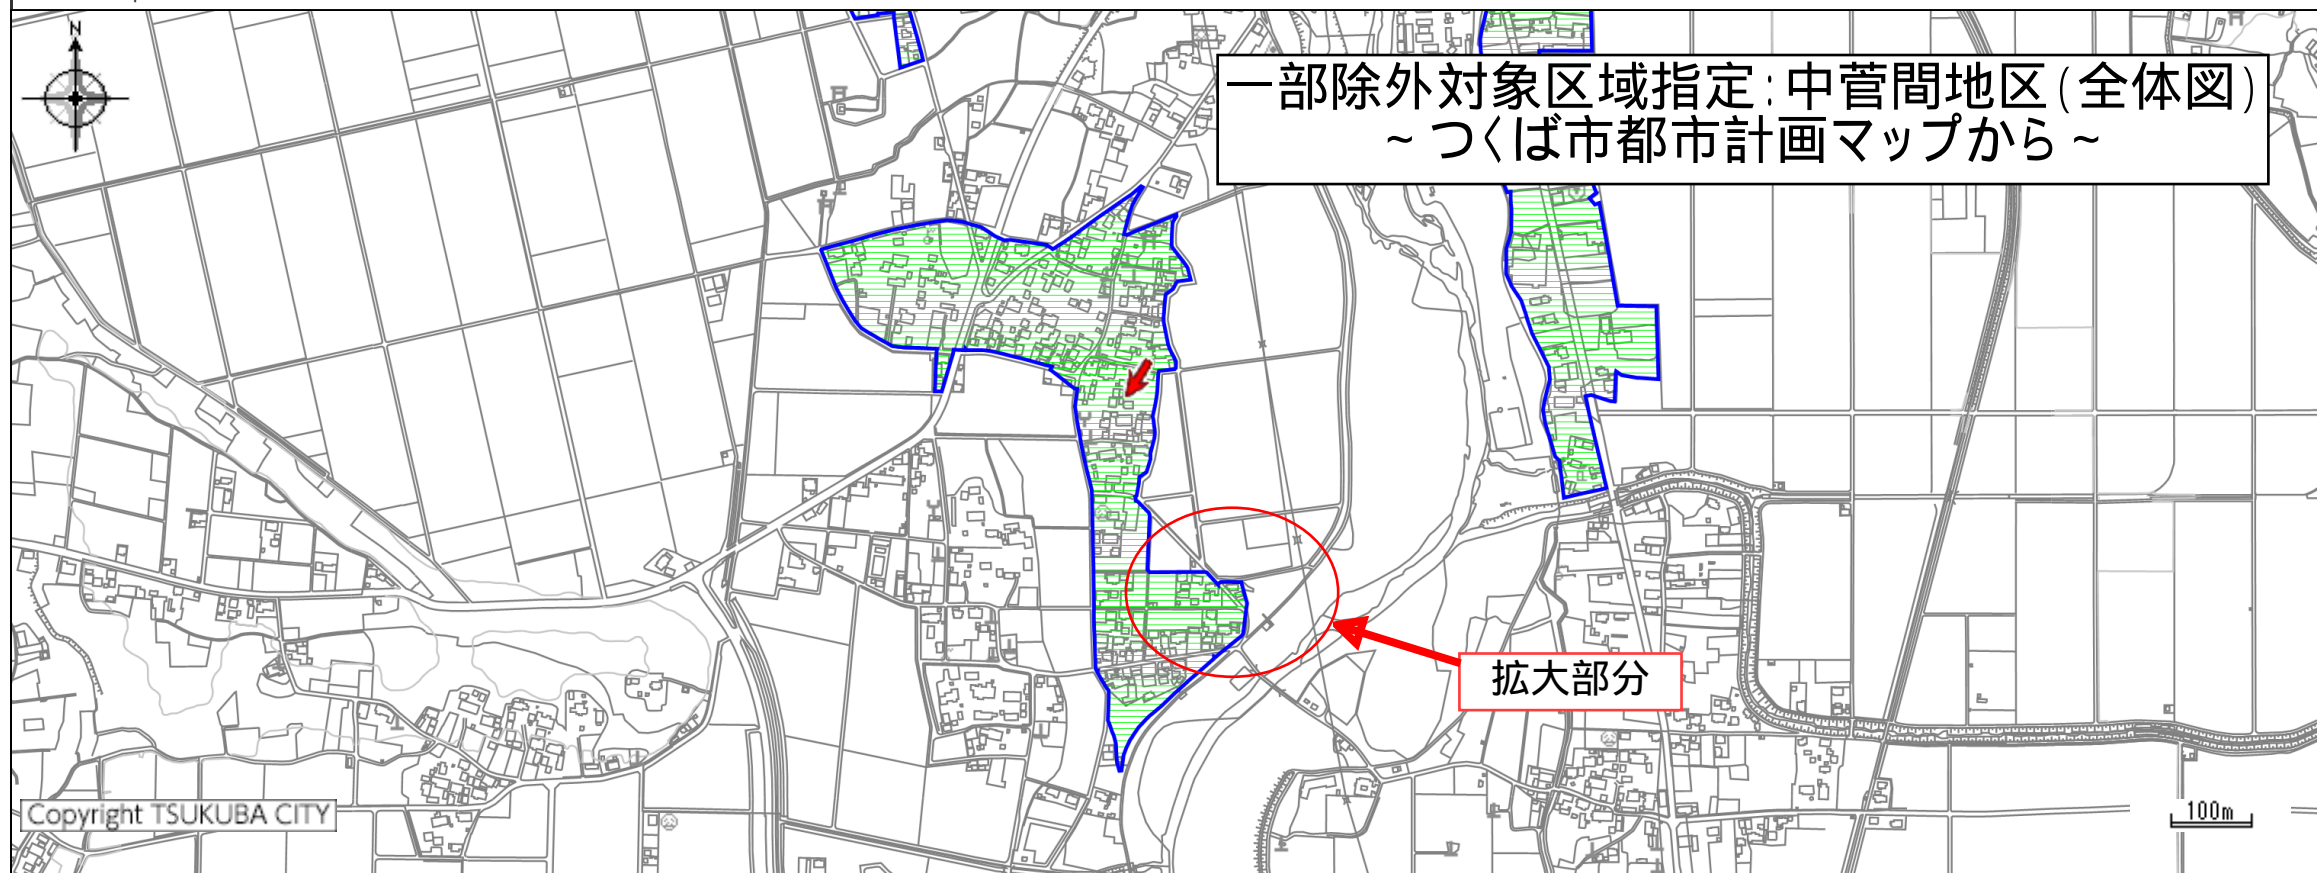 N
一部除外対象区域指定:中菅間地区(全体図)
~つくば市都市計画マップから~
拡大部分
Copyright TSUKUBA CITY
100m